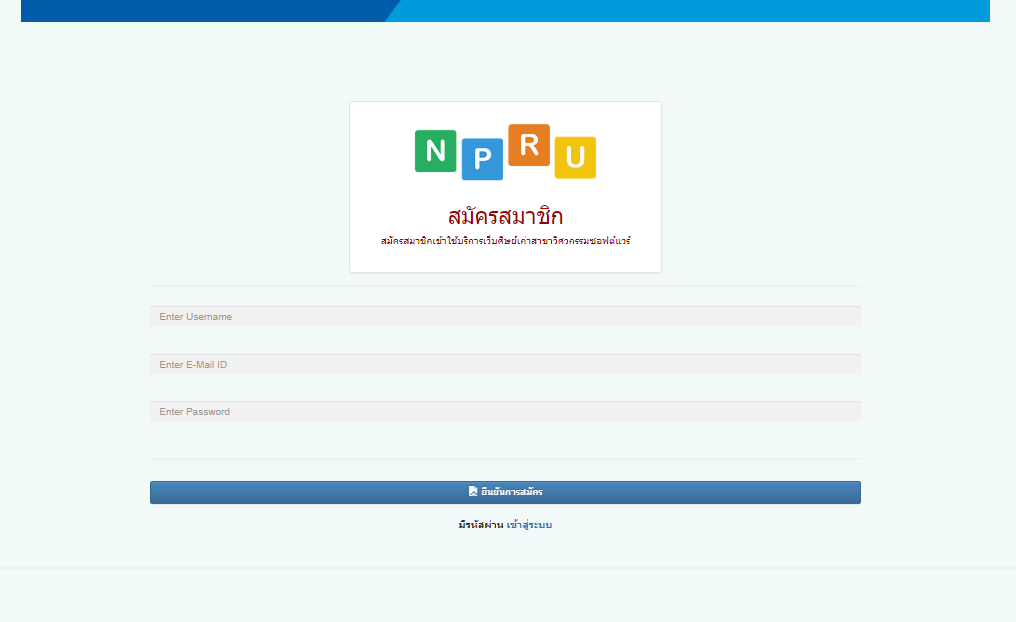 N P R U
สมัครสมาชิก
สมัครสมาชิกเข้าใช้บริการเว็บศิษย์เก่าสาขาวิศวกรรมซอฟต์แวร์
Enter Username
Enter E-Mail ID
Enter Password
ยืนยันการสมัคร
มีรหัสผ่าน เข้าสู่ระบบ